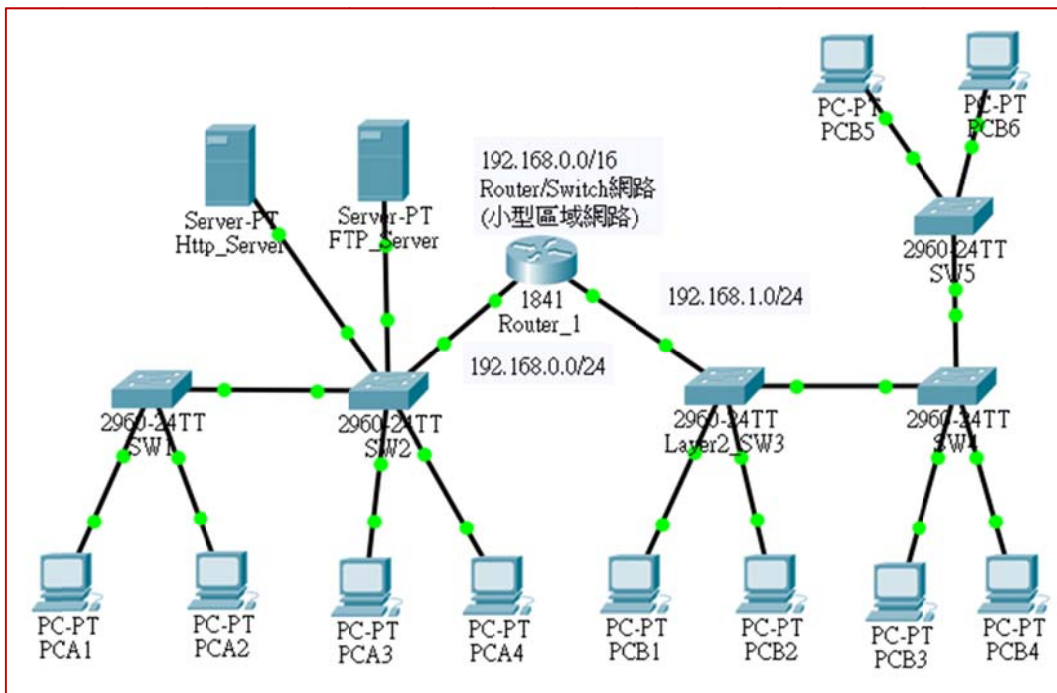 PC-PT
PCB5
PC-PT
PCB6
192.168.0.0/16
Router/Switch網路
(小型區域網路)
Server-PT
Http_Server
Server-PT
FTP_Server
2960-24TT
SW5
1841
Router_1
192.168.1.0/24
192.168.0.0/24
2960-24TT
SW1
2960-24TT
SW2
2960-24TT
Layer2_SW3
2960-24TT
SW4
PC-PT
PCA1
PC-PT
PCA2
PC-PT
PCA3
PC-PT
PCA4
PC-PT
PCB1
PC-PT
PCB2
PC-PT
PCB3
PC-PT
PCB4